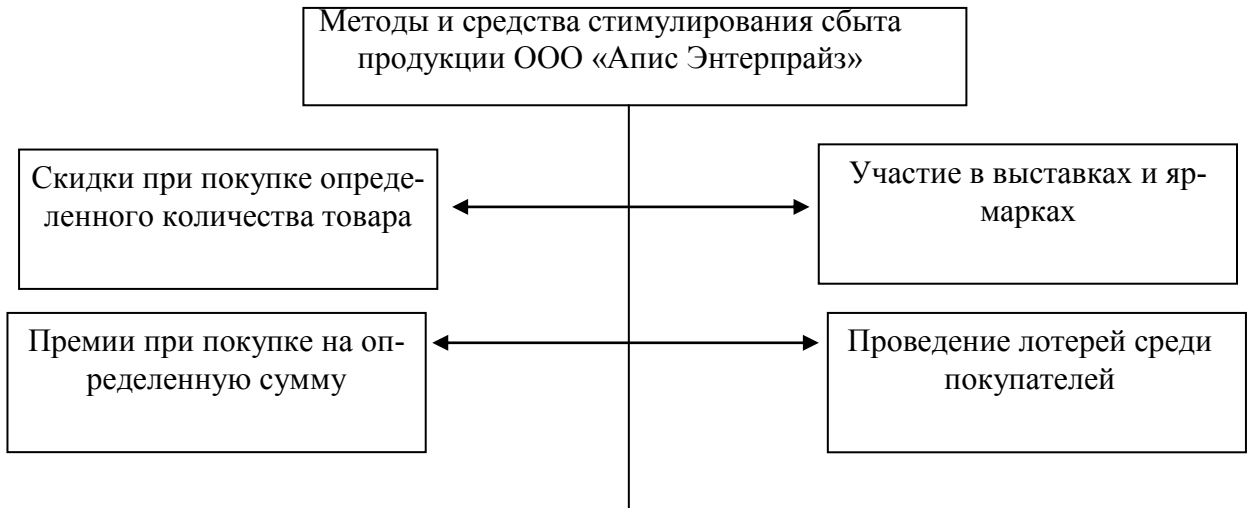 Методы и средства стимулирования сбыта
продукции ООО «Апис Энтерпрайз»
Скидки при покупке опреде-
ленного количества товара
Участие в выставках и яр-
марках
Премии при покупке на оп-
ределенную сумму
Проведение лотерей среди
покупателей